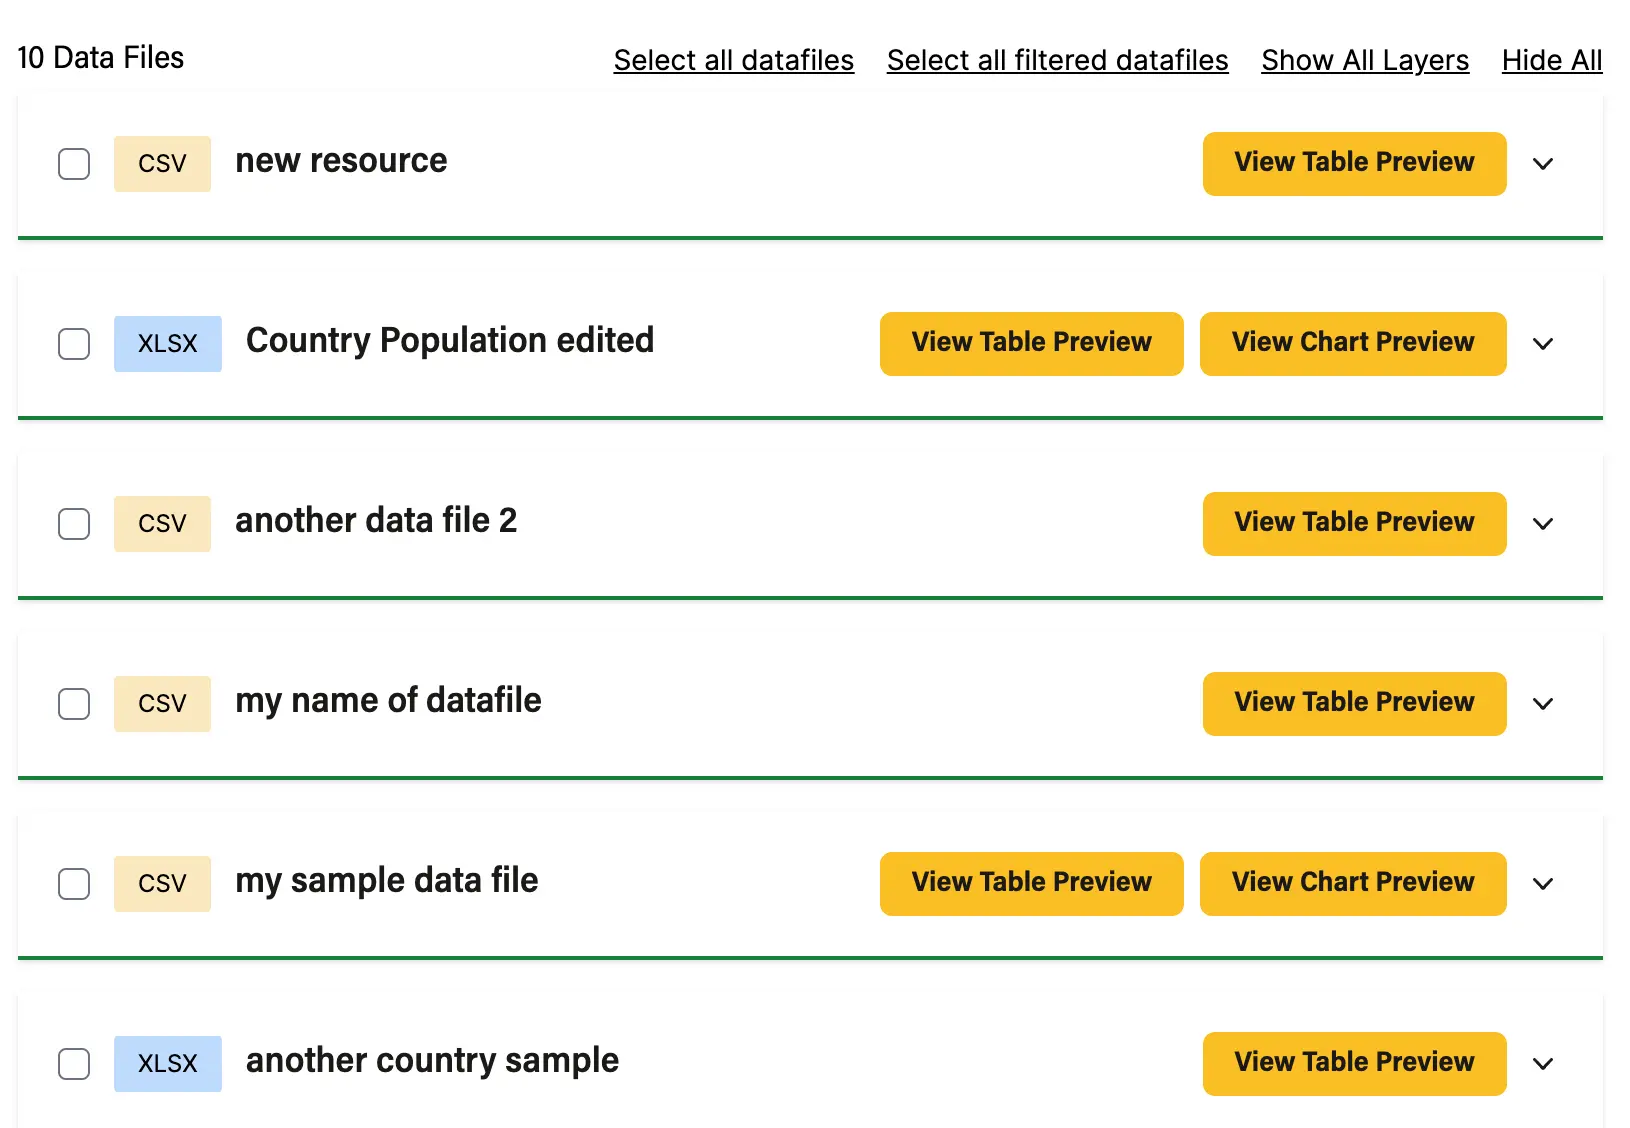 10 Data Files Select all datafiles Select all filtered datafiles Show All Layers Hide All
CSV new resource View Table Preview
XLSX Country Population edited View Table Preview View Chart Preview
CSV another data file 2 View Table Preview
CSV my name of datafile View Table Preview
CSV my sample data file View Table Preview View Chart Preview
XLSX another country sample View Table Preview